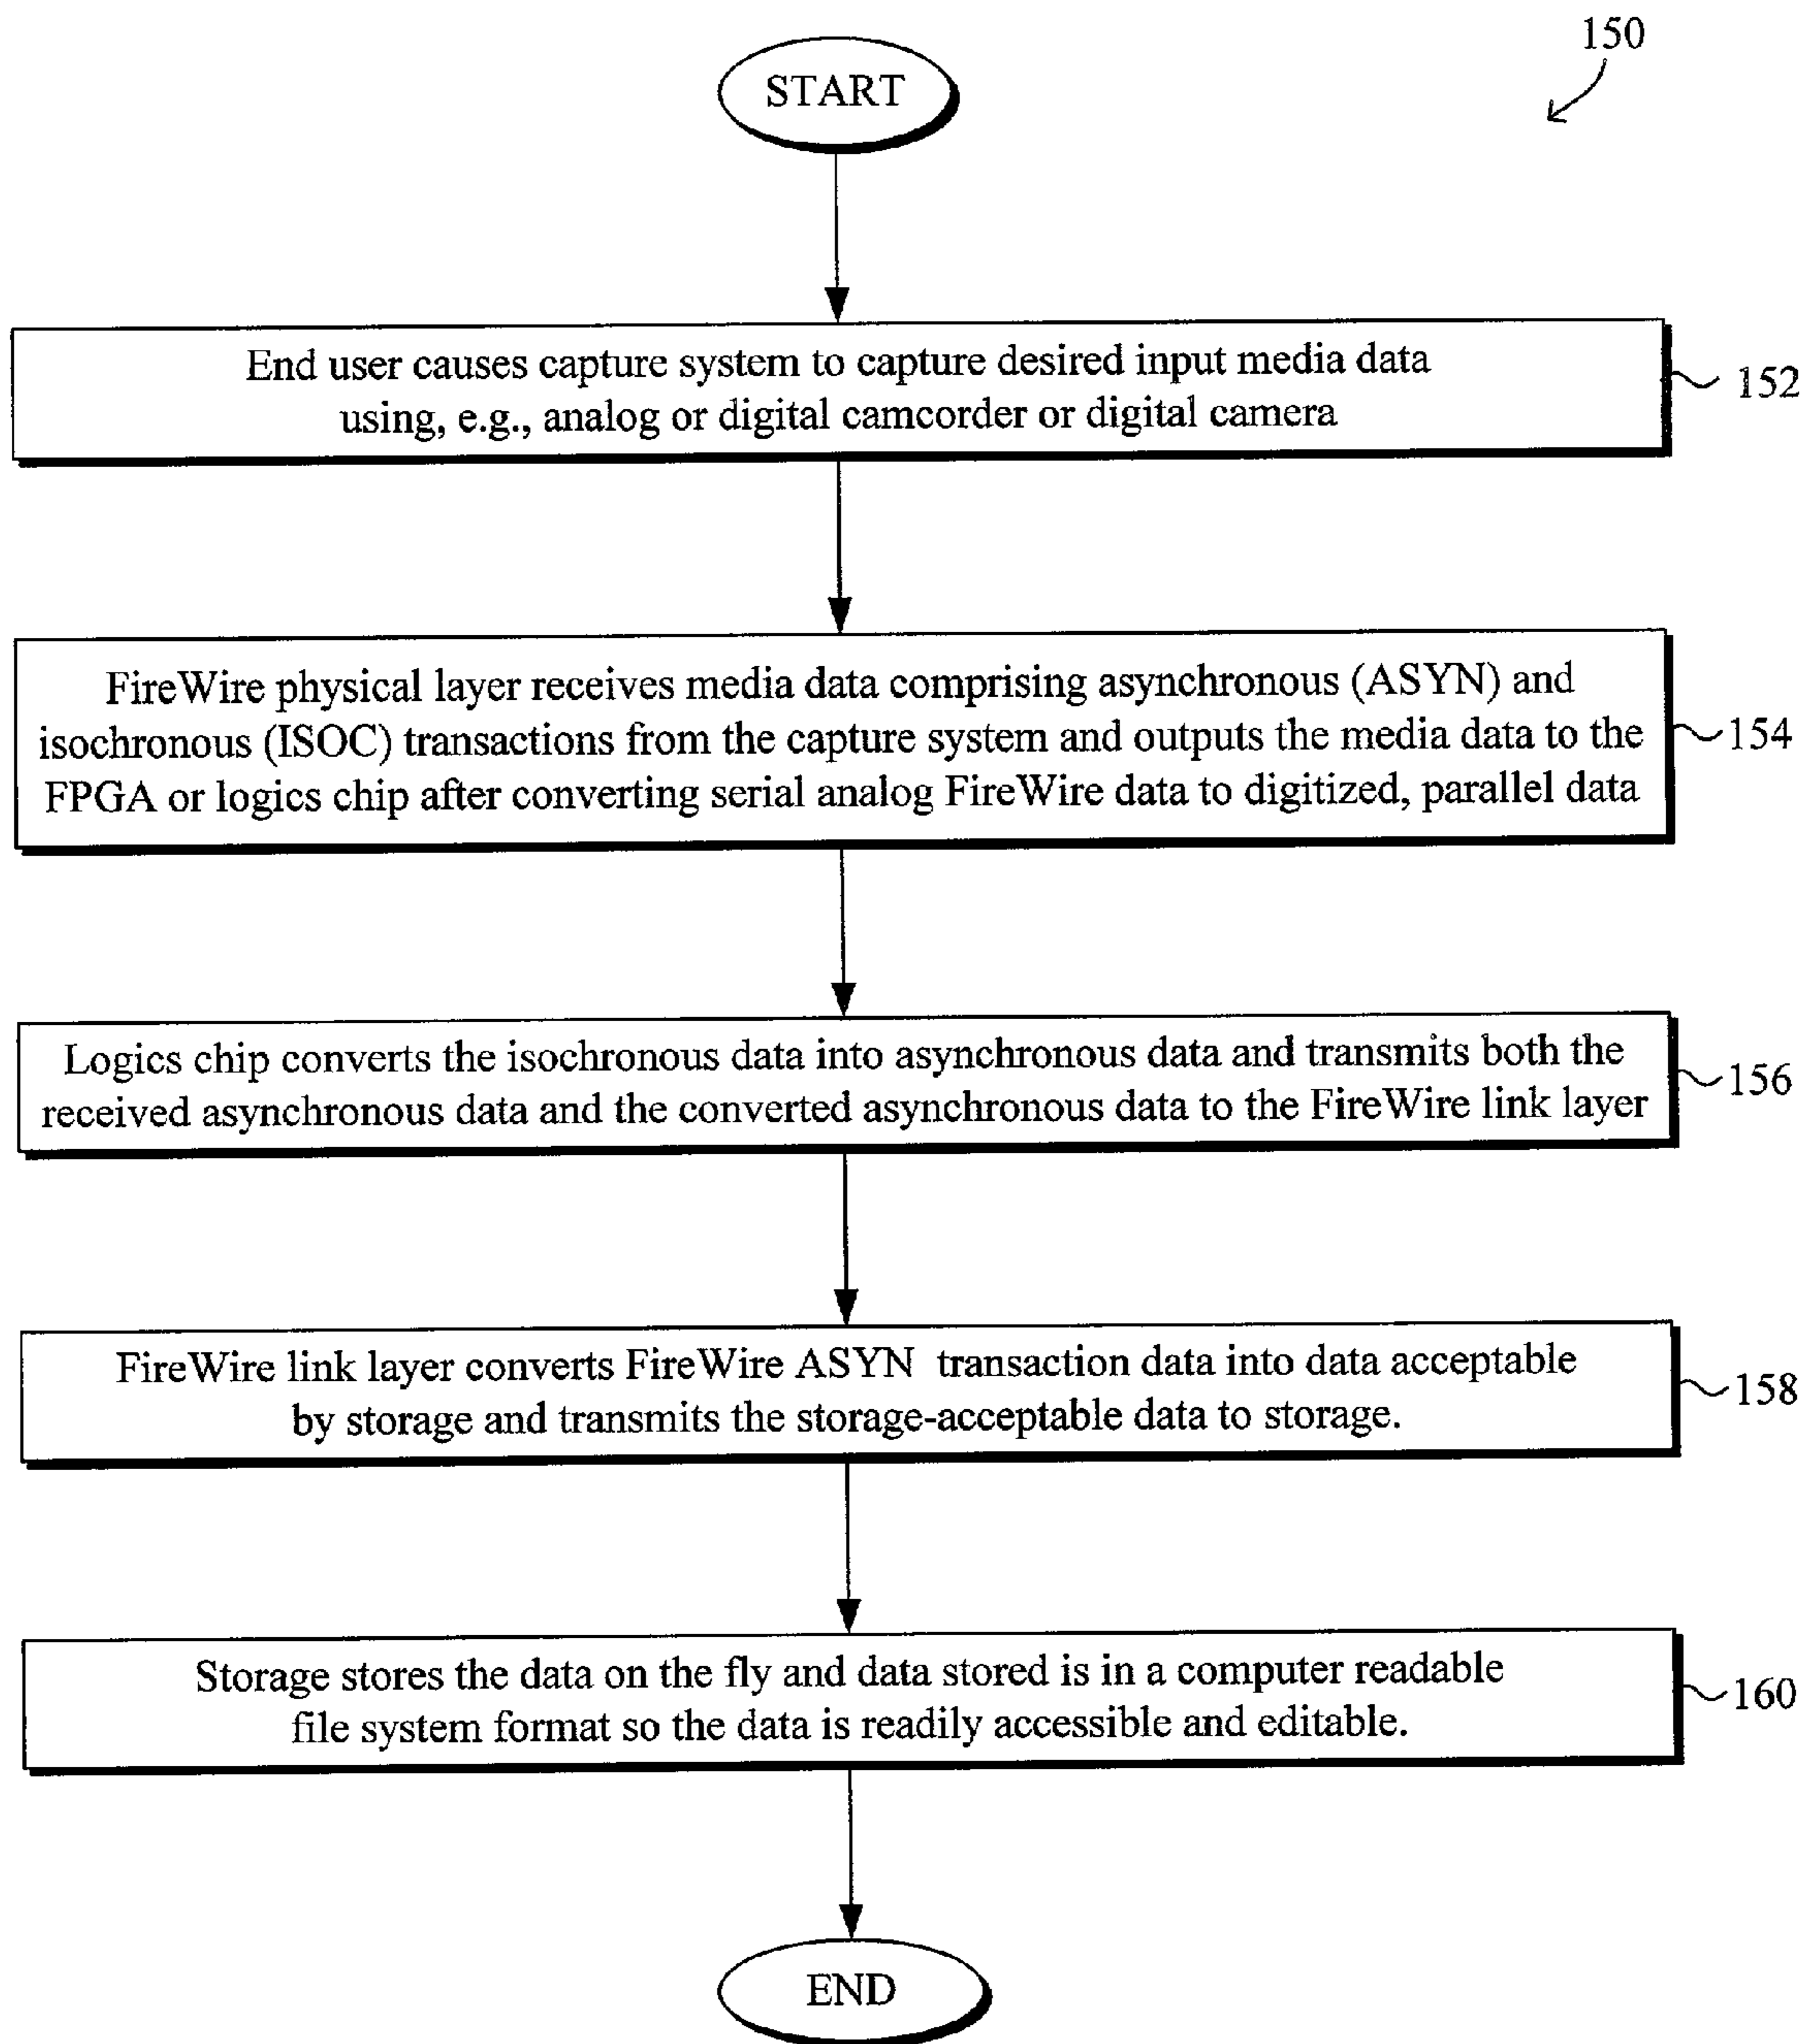 150
START
End user causes capture system to capture desired input media data
using, e.g., analog or digital camcorder or digital camera
152
FireWire physical layer receives media data comprising asynchronous (ASYN) and
isochronous (ISOC) transactions from the capture system and outputs the media data to the
FPGA or logics chip after converting serial analog FireWire data to digitized, parallel data
154
Logics chip converts the isochronous data into asynchronous data and transmits both the
received asynchronous data and the converted asynchronous data to the FireWire link layer
156
FireWire link layer converts FireWire ASYN transaction data into data acceptable
by storage and transmits the storage-acceptable data to storage.
158
Storage stores the data on the fly and data stored is in a computer readable
file system format so the data is readily accessible and editable.
160
END